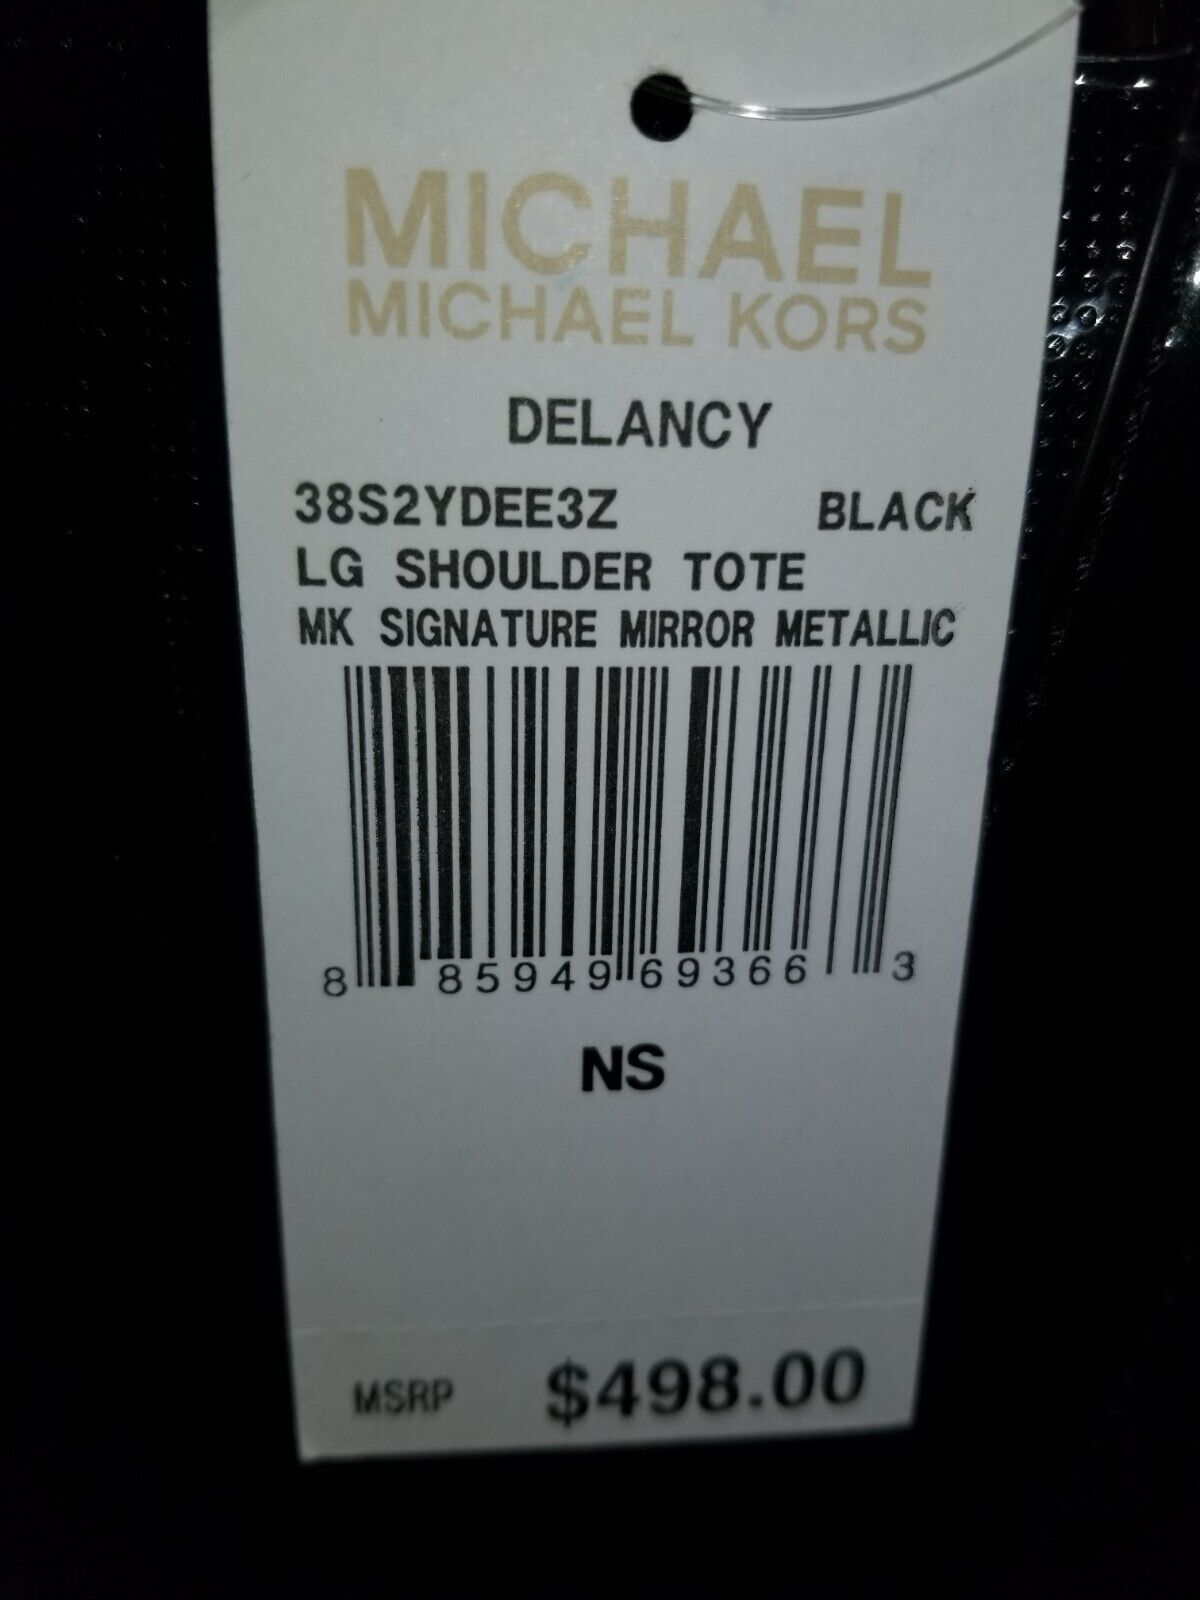 MICHAEL
MICHAEL KORS
DELANCY
38S2YDEE3Z BLACK
LG SHOULDER TOTE
MK SIGNATURE MIRROR METALLIC
8 85949 69366 3
NS
MSRP $498.00